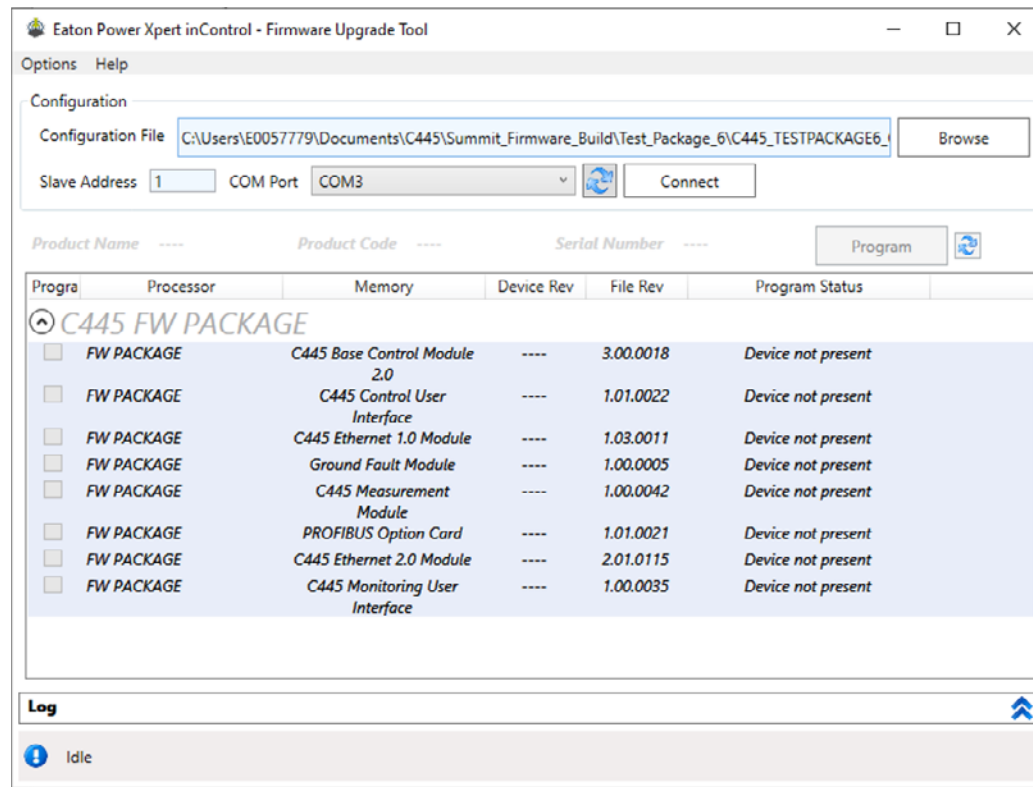 Eaton Power Xpert inControl - Firmware Upgrade Tool
Options Help
Configuration
Configuration File C:\Users\E0057779\Documents\C445\Summit_Firmware_Build\Test_Package_6\C445_TESTPACKAGE6_ Browse
Slave Address 1 COM Port COM3 Connect
Product Name ---- Product Code ---- Serial Number ---- Program
Progra Processor Memory Device Rev File Rev Program Status
C445 FW PACKAGE
FW PACKAGE C445 Base Control Module ---- 3.00.0018 Device not present
2.0
FW PACKAGE C445 Control User ---- 1.01.0022 Device not present
Interface
FW PACKAGE C445 Ethernet 1.0 Module ---- 1.03.0011 Device not present
FW PACKAGE Ground Fault Module ---- 1.00.0005 Device not present
FW PACKAGE C445 Measurement ---- 1.00.0042 Device not present
Module
FW PACKAGE PROFIBUS Option Card ---- 1.01.0021 Device not present
FW PACKAGE C445 Ethernet 2.0 Module ---- 2.01.0115 Device not present
FW PACKAGE C445 Monitoring User ---- 1.00.0035 Device not present
Interface
Log
Idle